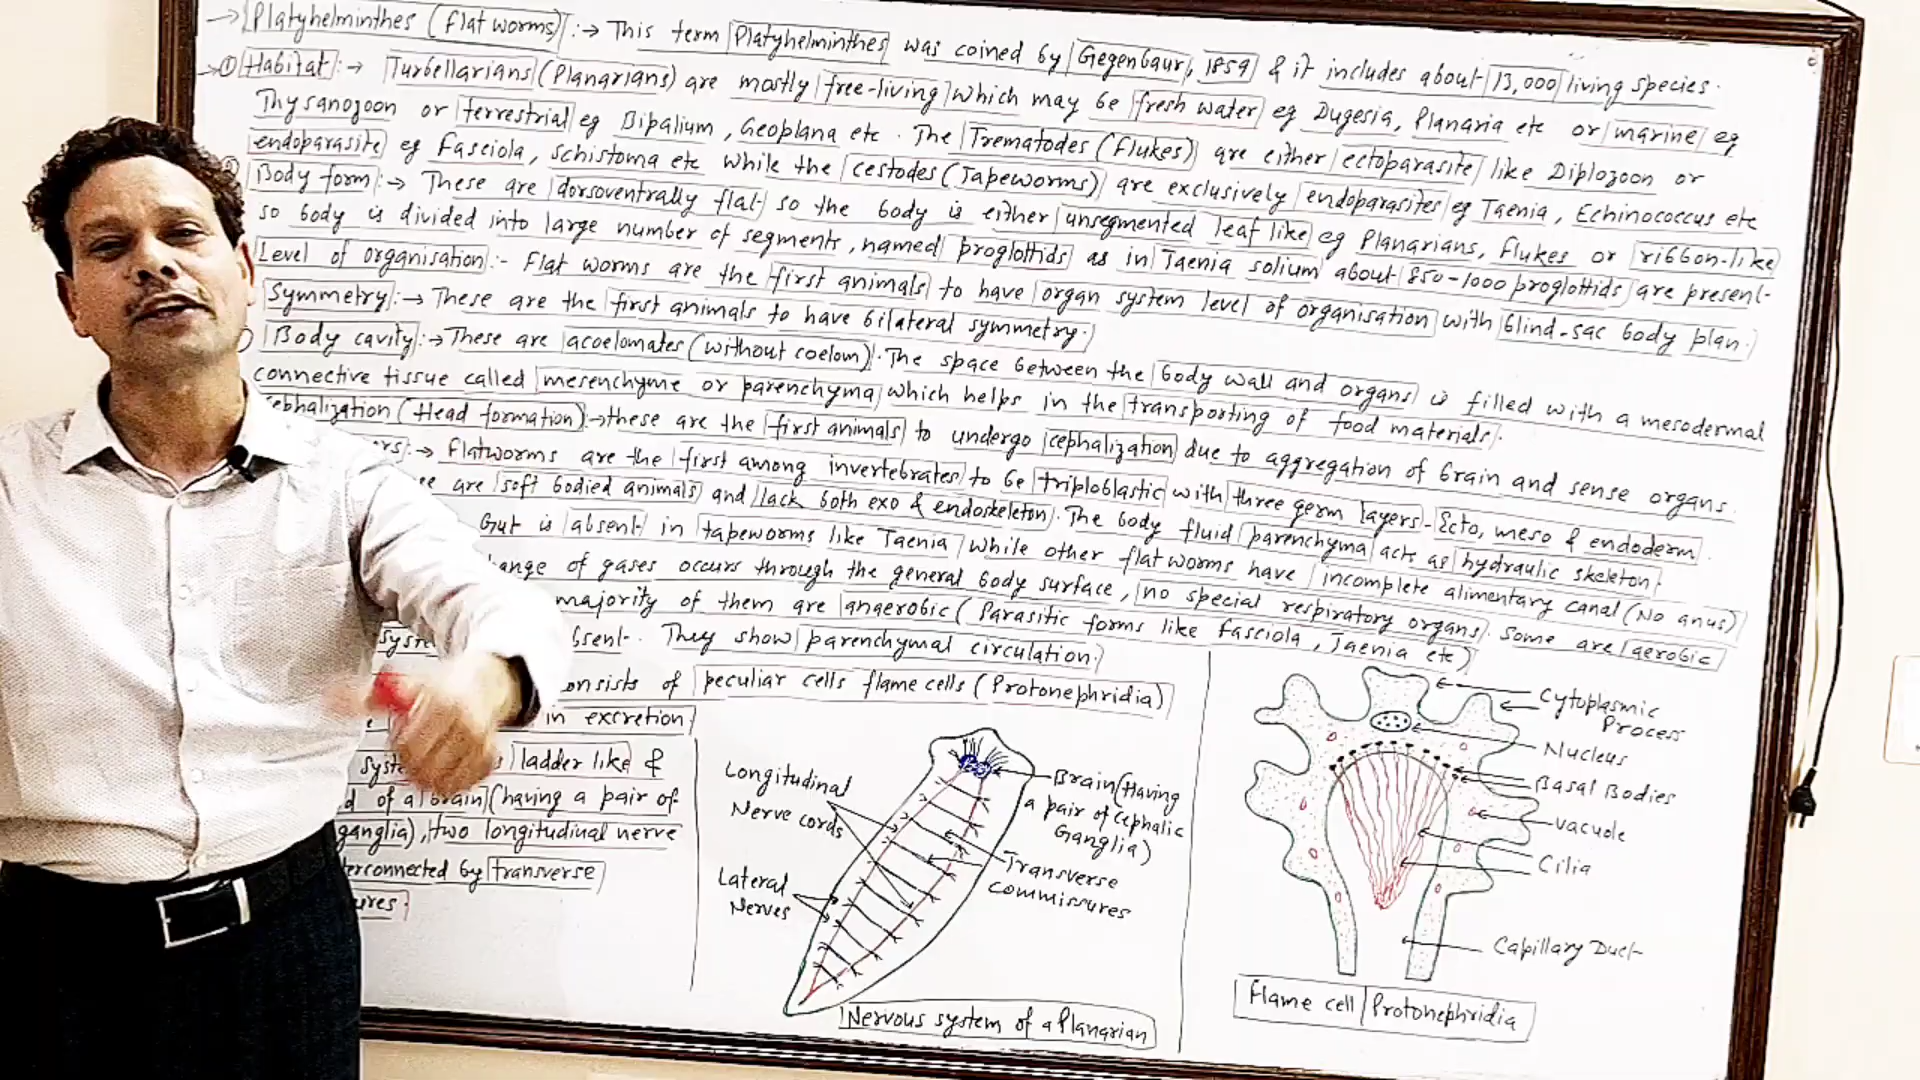 → Platyhelminthes (Flat worms) :→ This term Platyhelminthes was coined by Gegenbaur, 1859 & it includes about 13,000 living species.
→ ① Habitat :→ Turbellarians (Planarians) are mostly free-living which may be fresh water eg Dugesia, Planaria etc or marine eg
Thysanozoon or terrestrial eg Bipalium, Geoplana etc. The Trematodes (Flukes) are either ectoparasite like Diplozoon or
endoparasite eg Fasciola, Schistoma etc while the cestodes (Tapeworms) are exclusively endoparasites eg Taenia, Echinococcus etc
Body form :→ These are dorsoventrally flat so the body is either unsegmented leaf like eg Planarians, Flukes or ribbon-like
so body is divided into large number of segments, named proglottids as in Taenia solium about 850-1000 proglottids are present.
Level of organisation :- Flat worms are the first animals to have organ system level of organisation with blind-sac body plan.
Symmetry :→ These are the first animals to have bilateral symmetry.
Body cavity :→ These are acoelomates (without coelom). The space between the body wall and organs is filled with a mesodermal
connective tissue called mesenchyme or parenchyma which helps in the transporting of food materials.
(Head formation) :→ these are the first animals to undergo cephalization due to aggregation of brain and sense organs.
:→ Flatworms are the first among invertebrates to be triploblastic with three germ layers - Ecto, meso & endoderm.
are soft bodied animals and lack both exo & endoskeleton. The body fluid parenchyma acts as hydraulic skeleton.
Gut is absent in tapeworms like Taenia while other flatworms have incomplete alimentary canal (No anus)
of gases occurs through the general body surface, no special respiratory organs. Some are aerobic
majority of them are anaerobic (Parasitic forms like Fasciola, Taenia etc)
They show parenchymal circulation.
of peculiar cells flame cells (Protonephridia)
in excretion
ladder like &
of a brain (having a pair of
ganglia), two longitudinal nerve
by transverse
Longitudinal
Nerve cords
Lateral
Nerves
Brain (Having
a pair of Cephalic
Ganglia)
Transverse
commissures
Nervous system of a Planarian
Cytoplasmic
Process
Nucleus
Basal Bodies
Vacuole
Cilia
Capillary Duct
Flame cell | Protonephridia